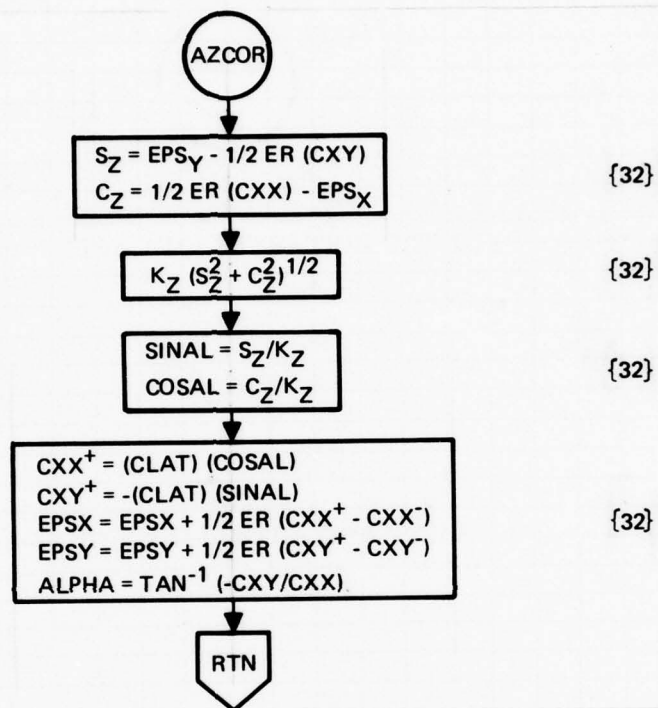 AZCOR
S_Z = EPS_Y - 1/2 ER (CXY)
C_Z = 1/2 ER (CXX) - EPS_X
{32}
K_Z (S_Z^2 + C_Z^2)^1/2
{32}
SINAL = S_Z/K_Z
COSAL = C_Z/K_Z
{32}
CXX^+ = (CLAT) (COSAL)
CXY^+ = -(CLAT) (SINAL)
EPSX = EPSX + 1/2 ER (CXX^+ - CXX^-)
EPSY = EPSY + 1/2 ER (CXY^+ - CXY^-)
ALPHA = TAN^-1 (-CXY/CXX)
{32}
RTN